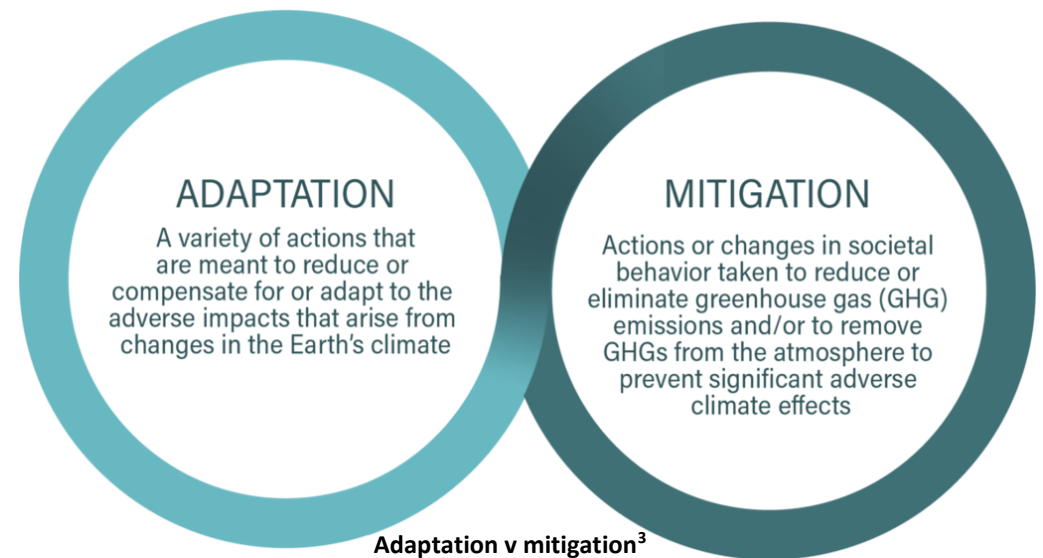 ADAPTATION
A variety of actions that
are meant to reduce or
compensate for or adapt to the
adverse impacts that arise from
changes in the Earth's climate
MITIGATION
Actions or changes in societal
behavior taken to reduce or
eliminate greenhouse gas (GHG)
emissions and/or to remove
GHGs from the atmosphere to
prevent significant adverse
climate effects
Adaptation v mitigation³